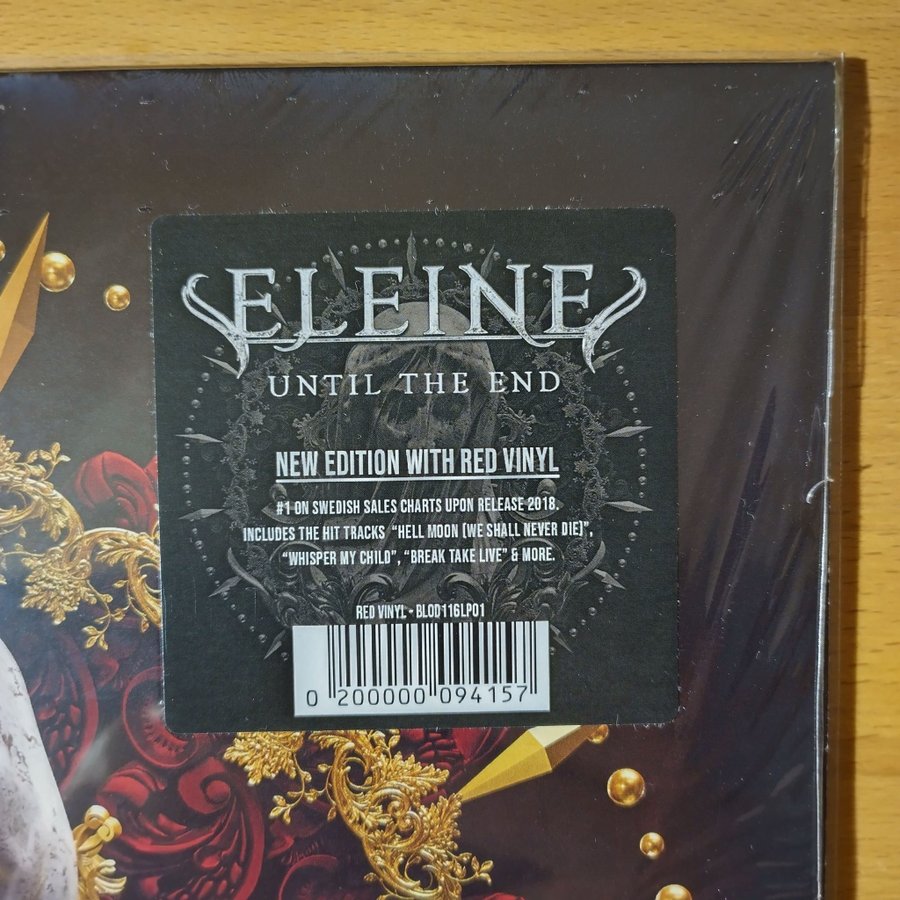 ELEINE
UNTIL THE END
NEW EDITION WITH RED VINYL
#1 ON SWEDISH SALES CHARTS UPON RELEASE 2018.
INCLUDES THE HIT TRACKS "HELL MOON (WE SHALL NEVER DIE)",
"WHISPER MY CHILD", "BREAK TAKE LIVE" & MORE.
RED VINYL - BLOD116LP01
0 200000 094157